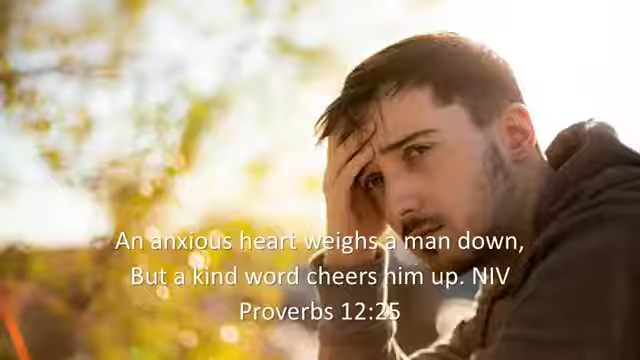 An anxious heart weighs a man down,
But a kind word cheers him up. NIV
Proverbs 12:25